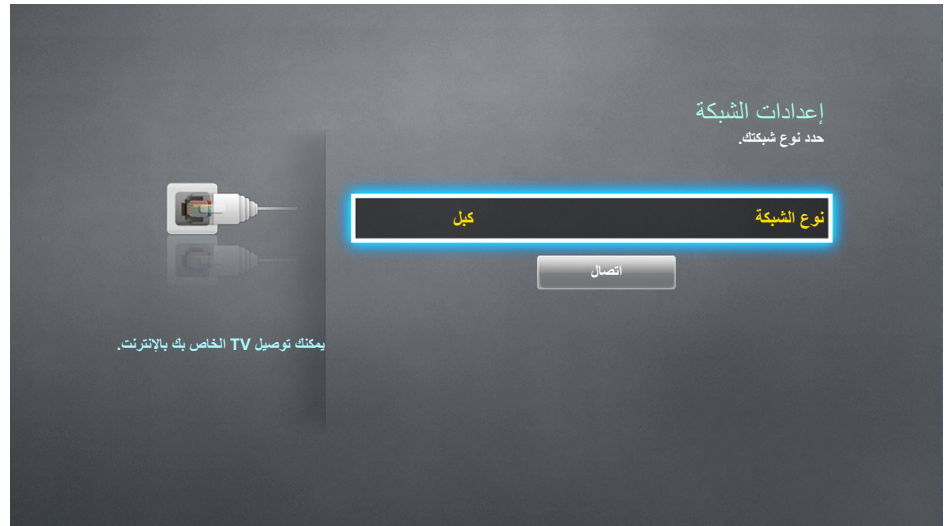 إعدادات الشبكة
حدد نوع شبكتك.
نوع الشبكة كبل
اتصال
يمكنك توصيل TV الخاص بك بالإنترنت.